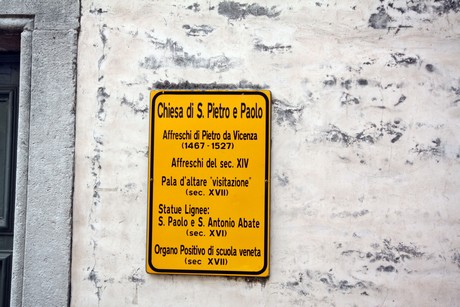 Chiesa di S. Pietro e Paolo
Affreschi di Pietro da Vicenza
(1467-1527)
Affreschi del sec. XIV
Pala d'altare "visitazione"
(sec. XVII)
Statue Lignee:
S. Paolo e S. Antonio Abate
(sec. XVI)
Organo Positivo di scuola veneta
(sec. XVII)